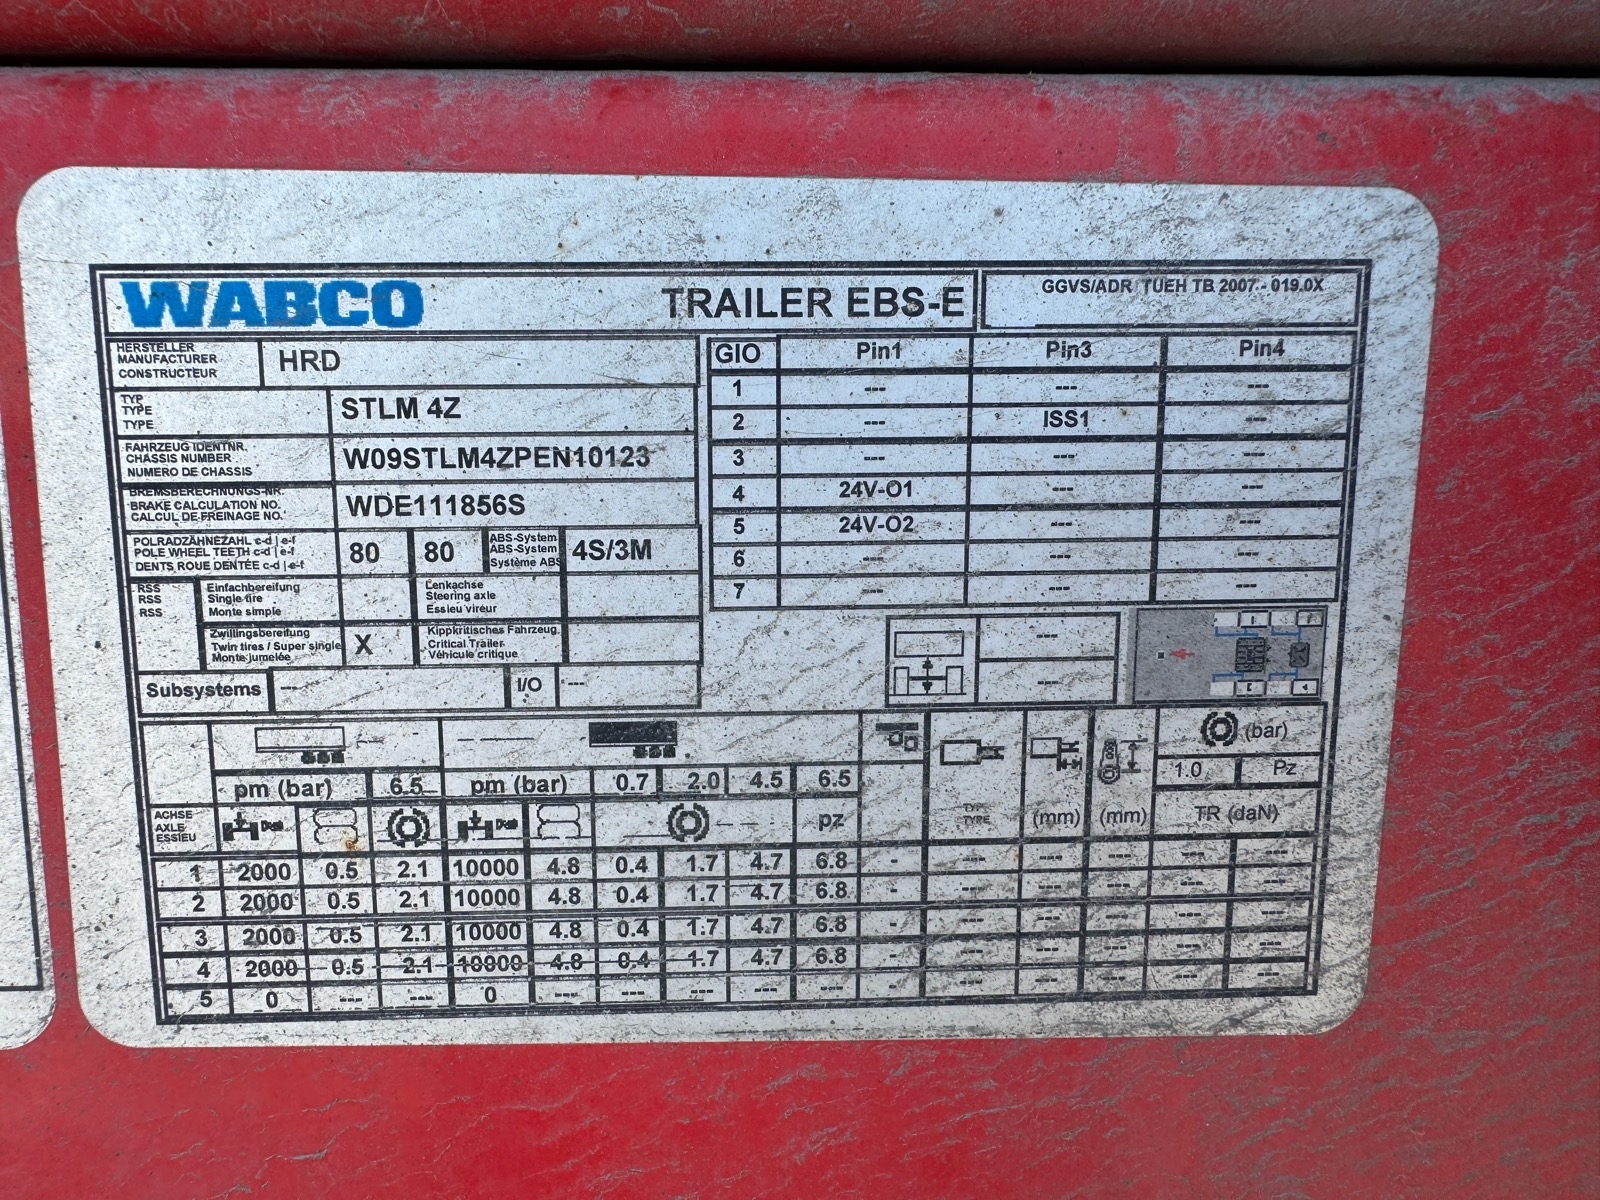 WABCO TRAILER EBS-E GGVS/ADR TUEH TB 2007 - 019.0X
HERSTELLER
MANUFACTURER
CONSTRUCTEUR
HRD
TYP
TYPE
TYPE
STLM 4Z
FAHRZEUG IDENTNR.
CHASSIS NUMBER
NUMERO DE CHASSIS
W09STLM4ZPEN10123
BREMSBERECHNUNGS-NR.
BRAKE CALCULATION NO.
CALCUL DE FREINAGE NO.
WDE111856S
POLRADZÄHNEZAHL c-d | e-f
POLE WHEEL TEETH c-d | e-f
DENTS ROUE DENTÉE c-d | e-f
80 80
ABS-System
ABS-System
Système ABS
4S/3M
RSS
RSS
RSS
Einfachbereifung
Single tire
Monte simple
Lenkachse
Steering axle
Essieu vireur
Zwillingsbereifung
Twin tires / Super single
Monte jumelée
X
Kippkritisches Fahrzeug
Critical Trailer
Véhicule critique
Subsystems --- I/O ---
GIO Pin1 Pin3 Pin4
1 --- --- ---
2 --- ISS1 ---
3 --- --- ---
4 24V-O1 --- ---
5 24V-O2 --- ---
6 --- --- ---
7 --- --- ---
---
---
(bar)
pm (bar) 6.5 pm (bar) 0.7 2.0 4.5 6.5 1.0 Pz
ACHSE
AXLE
ESSIEU
pz
TYP
TYPE
(mm) (mm) TR (daN)
1 2000 0.5 2.1 10000 4.8 0.4 1.7 4.7 6.8 - --- --- --- --- ---
2 2000 0.5 2.1 10000 4.8 0.4 1.7 4.7 6.8 - --- --- --- --- ---
3 2000 0.5 2.1 10000 4.8 0.4 1.7 4.7 6.8 - --- --- --- --- ---
4 2000 0.5 2.1 10000 4.8 0.4 1.7 4.7 6.8 - --- --- --- --- ---
5 0 --- --- 0 --- --- --- --- --- - --- --- --- --- ---